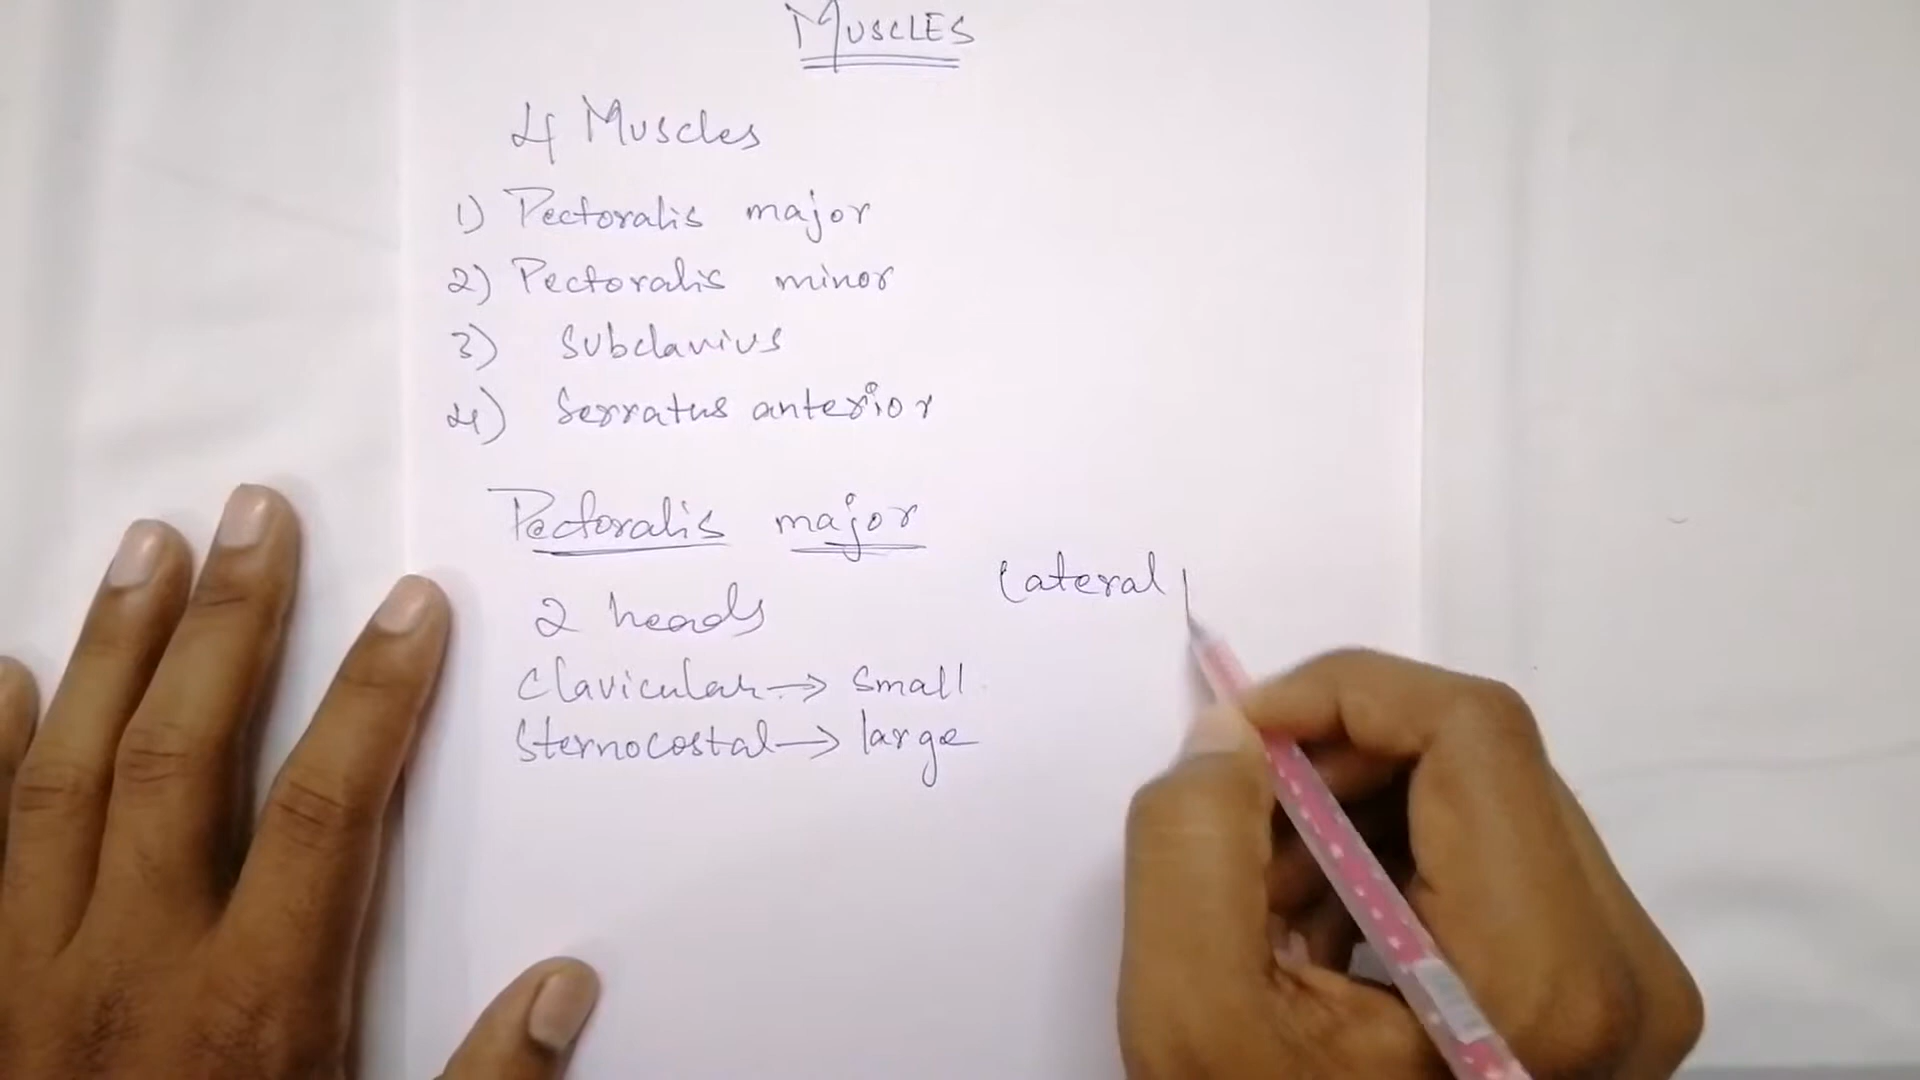 MUSCLES
4 Muscles
1) Pectoralis major
2) Pectoralis minor
3) Subclavius
4) Serratus anterior
Pectoralis major
2 heads
Clavicular → Small
Sternocostal → large
Lateral